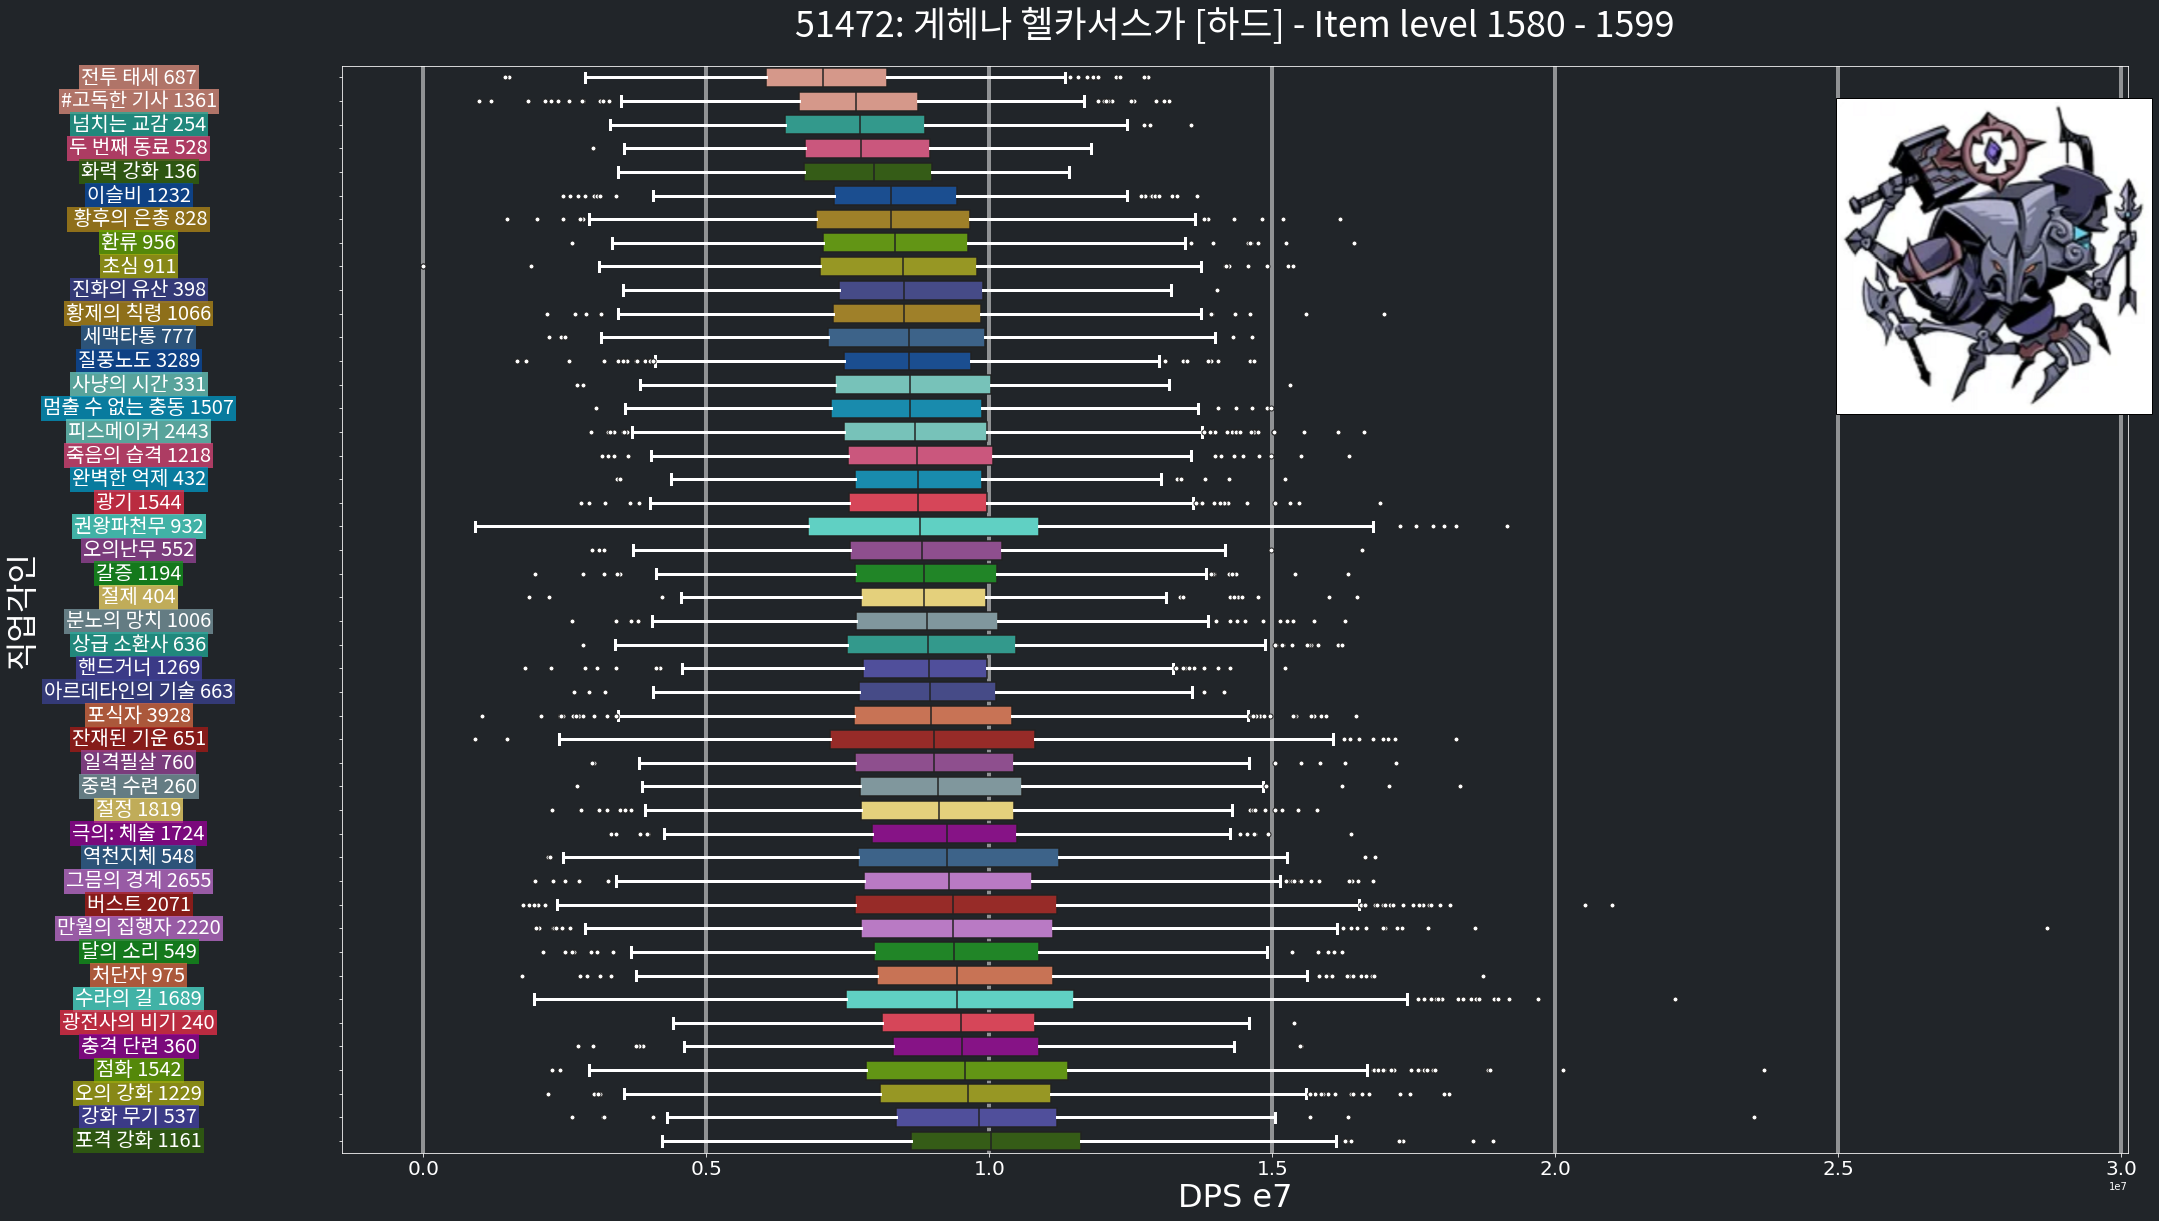 51472: 게헤나 헬카서스가 [하드] - Item level 1580 - 1599
직업각인
전투 태세 687
#고독한 기사 1361
넘치는 교감 254
두 번째 동료 528
화력 강화 136
이슬비 1232
황후의 은총 828
환류 956
초심 911
진화의 유산 398
황제의 칙령 1066
세맥타통 777
질풍노도 3289
사냥의 시간 331
멈출 수 없는 충동 1507
피스메이커 2443
죽음의 습격 1218
완벽한 억제 432
광기 1544
권왕파천무 932
오의난무 552
갈증 1194
절제 404
분노의 망치 1006
상급 소환사 636
핸드거너 1269
아르데타인의 기술 663
포식자 3928
잔재된 기운 651
일격필살 760
중력 수련 260
절정 1819
극의: 체술 1724
역천지체 548
그믐의 경계 2655
버스트 2071
만월의 집행자 2220
달의 소리 549
처단자 975
수라의 길 1689
광전사의 비기 240
충격 단련 360
점화 1542
오의 강화 1229
강화 무기 537
포격 강화 1161
0.0 0.5 1.0 1.5 2.0 2.5 3.0
1e7
DPS e7